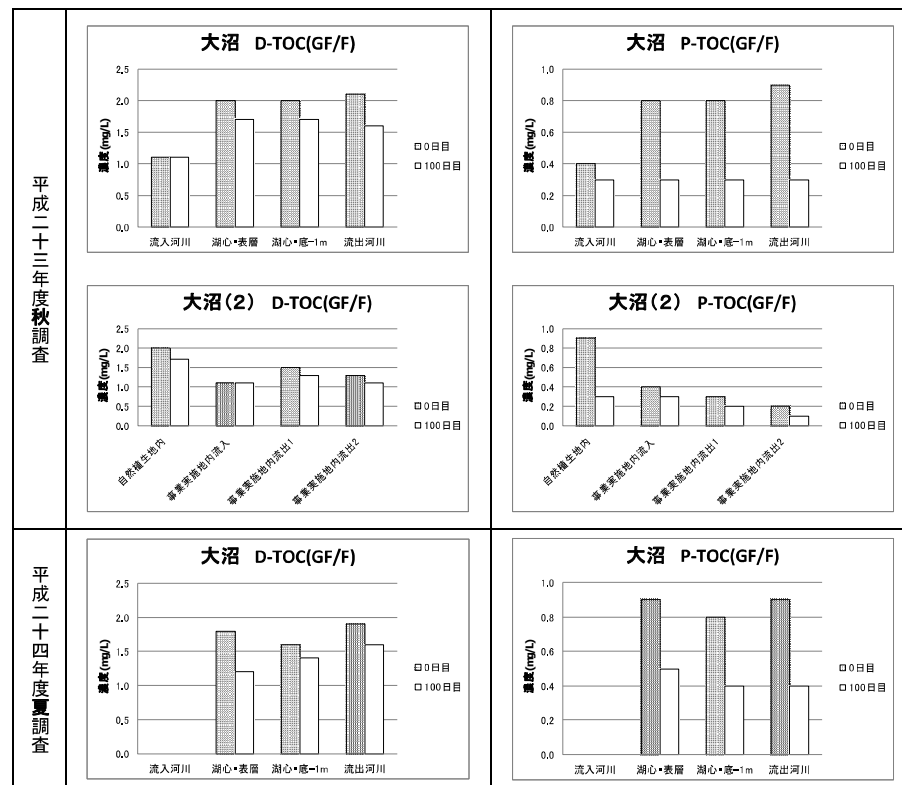 平成二十三年度秋調査
大沼 D-TOC(GF/F)
濃度(mg/L)
2.5
2.0
1.5
1.0
0.5
0.0
流入河川 湖心・表層 湖心・底-1m 流出河川
0日目
100日目
大沼 P-TOC(GF/F)
濃度(mg/L)
1.0
0.8
0.6
0.4
0.2
0.0
流入河川 湖心・表層 湖心・底-1m 流出河川
0日目
100日目
大沼(2) D-TOC(GF/F)
濃度(mg/L)
2.5
2.0
1.5
1.0
0.5
0.0
自然植生地内
事業実施地内流入
事業実施地内流出1
事業実施地内流出2
0日目
100日目
大沼(2) P-TOC(GF/F)
濃度(mg/L)
1.0
0.8
0.6
0.4
0.2
0.0
自然植生地内
事業実施地内流入
事業実施地内流出1
事業実施地内流出2
0日目
100日目
平成二十四年度夏調査
大沼 D-TOC(GF/F)
濃度(mg/L)
2.5
2.0
1.5
1.0
0.5
0.0
流入河川 湖心・表層 湖心・底-1m 流出河川
0日目
100日目
大沼 P-TOC(GF/F)
濃度(mg/L)
1.0
0.8
0.6
0.4
0.2
0.0
流入河川 湖心・表層 湖心・底-1m 流出河川
0日目
100日目